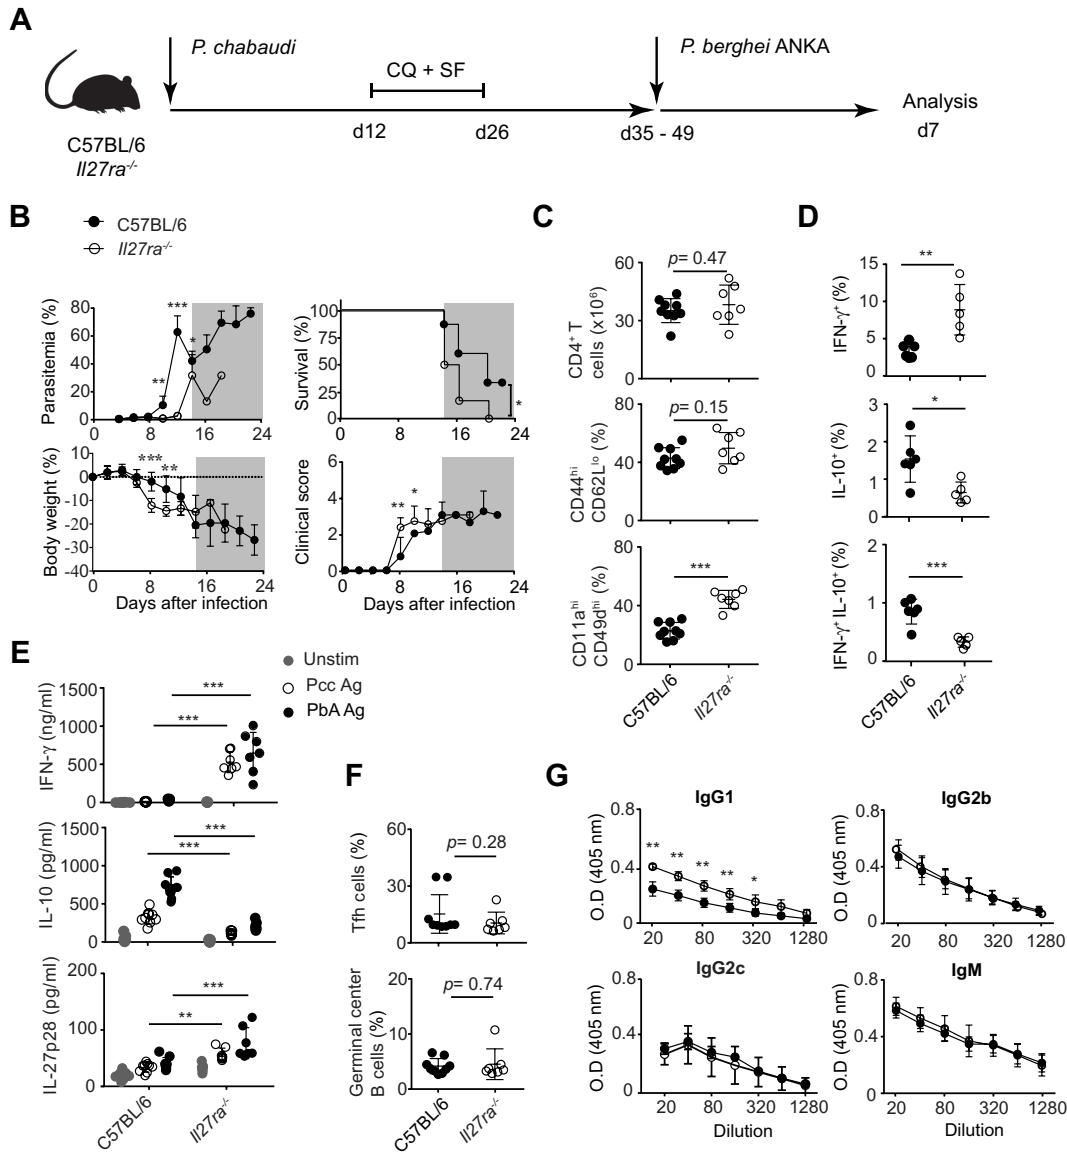 A
P. chabaudi
P. berghei ANKA
CQ + SF
d12
d26
d35 - 49
Analysis
d7
C57BL/6
Il27ra-/-
B
C57BL/6
Il27ra-/-
Parasitemia (%)
80
60
40
20
0
0 8 16 24
***
**
*
Survival (%)
100
75
50
25
0
0 8 16 24
*
Body weight (%)
10
0
-10
-20
-30
-40
0 8 16 24
***
**
Days after infection
Clinical score
6
4
2
0
0 8 16 24
**
*
Days after infection
C
p= 0.47
CD4+ T
cells (x10⁶)
60
30
0
p= 0.15
CD44hi
CD62Llo (%)
80
40
0
***
CD11ahi
CD49dhi (%)
80
40
0
C57BL/6
Il27ra-/-
D
**
IFN-γ+ (%)
15
10
5
0
*
IL-10+ (%)
3
2
1
0
***
IFN-γ+ IL-10+ (%)
2
1
0
C57BL/6
Il27ra-/-
E
Unstim
Pcc Ag
PbA Ag
IFN-γ (ng/ml)
1500
1000
500
0
***
***
IL-10 (pg/ml)
1500
1000
500
0
***
***
IL-27p28 (pg/ml)
200
100
0
***
**
C57BL/6
Il27ra-/-
F
Tfh cells (%)
60
30
0
p= 0.28
Germinal center
B cells (%)
20
10
0
p= 0.74
C57BL/6
Il27ra-/-
G
IgG1
O.D (405 nm)
0.8
0.4
0
** ** ** ** *
20 80 320 1280
IgG2b
O.D (405 nm)
0.8
0.4
0
20 80 320 1280
IgG2c
O.D (405 nm)
0.8
0.4
0
20 80 320 1280
Dilution
IgM
O.D (405 nm)
0.8
0.4
0
20 80 320 1280
Dilution